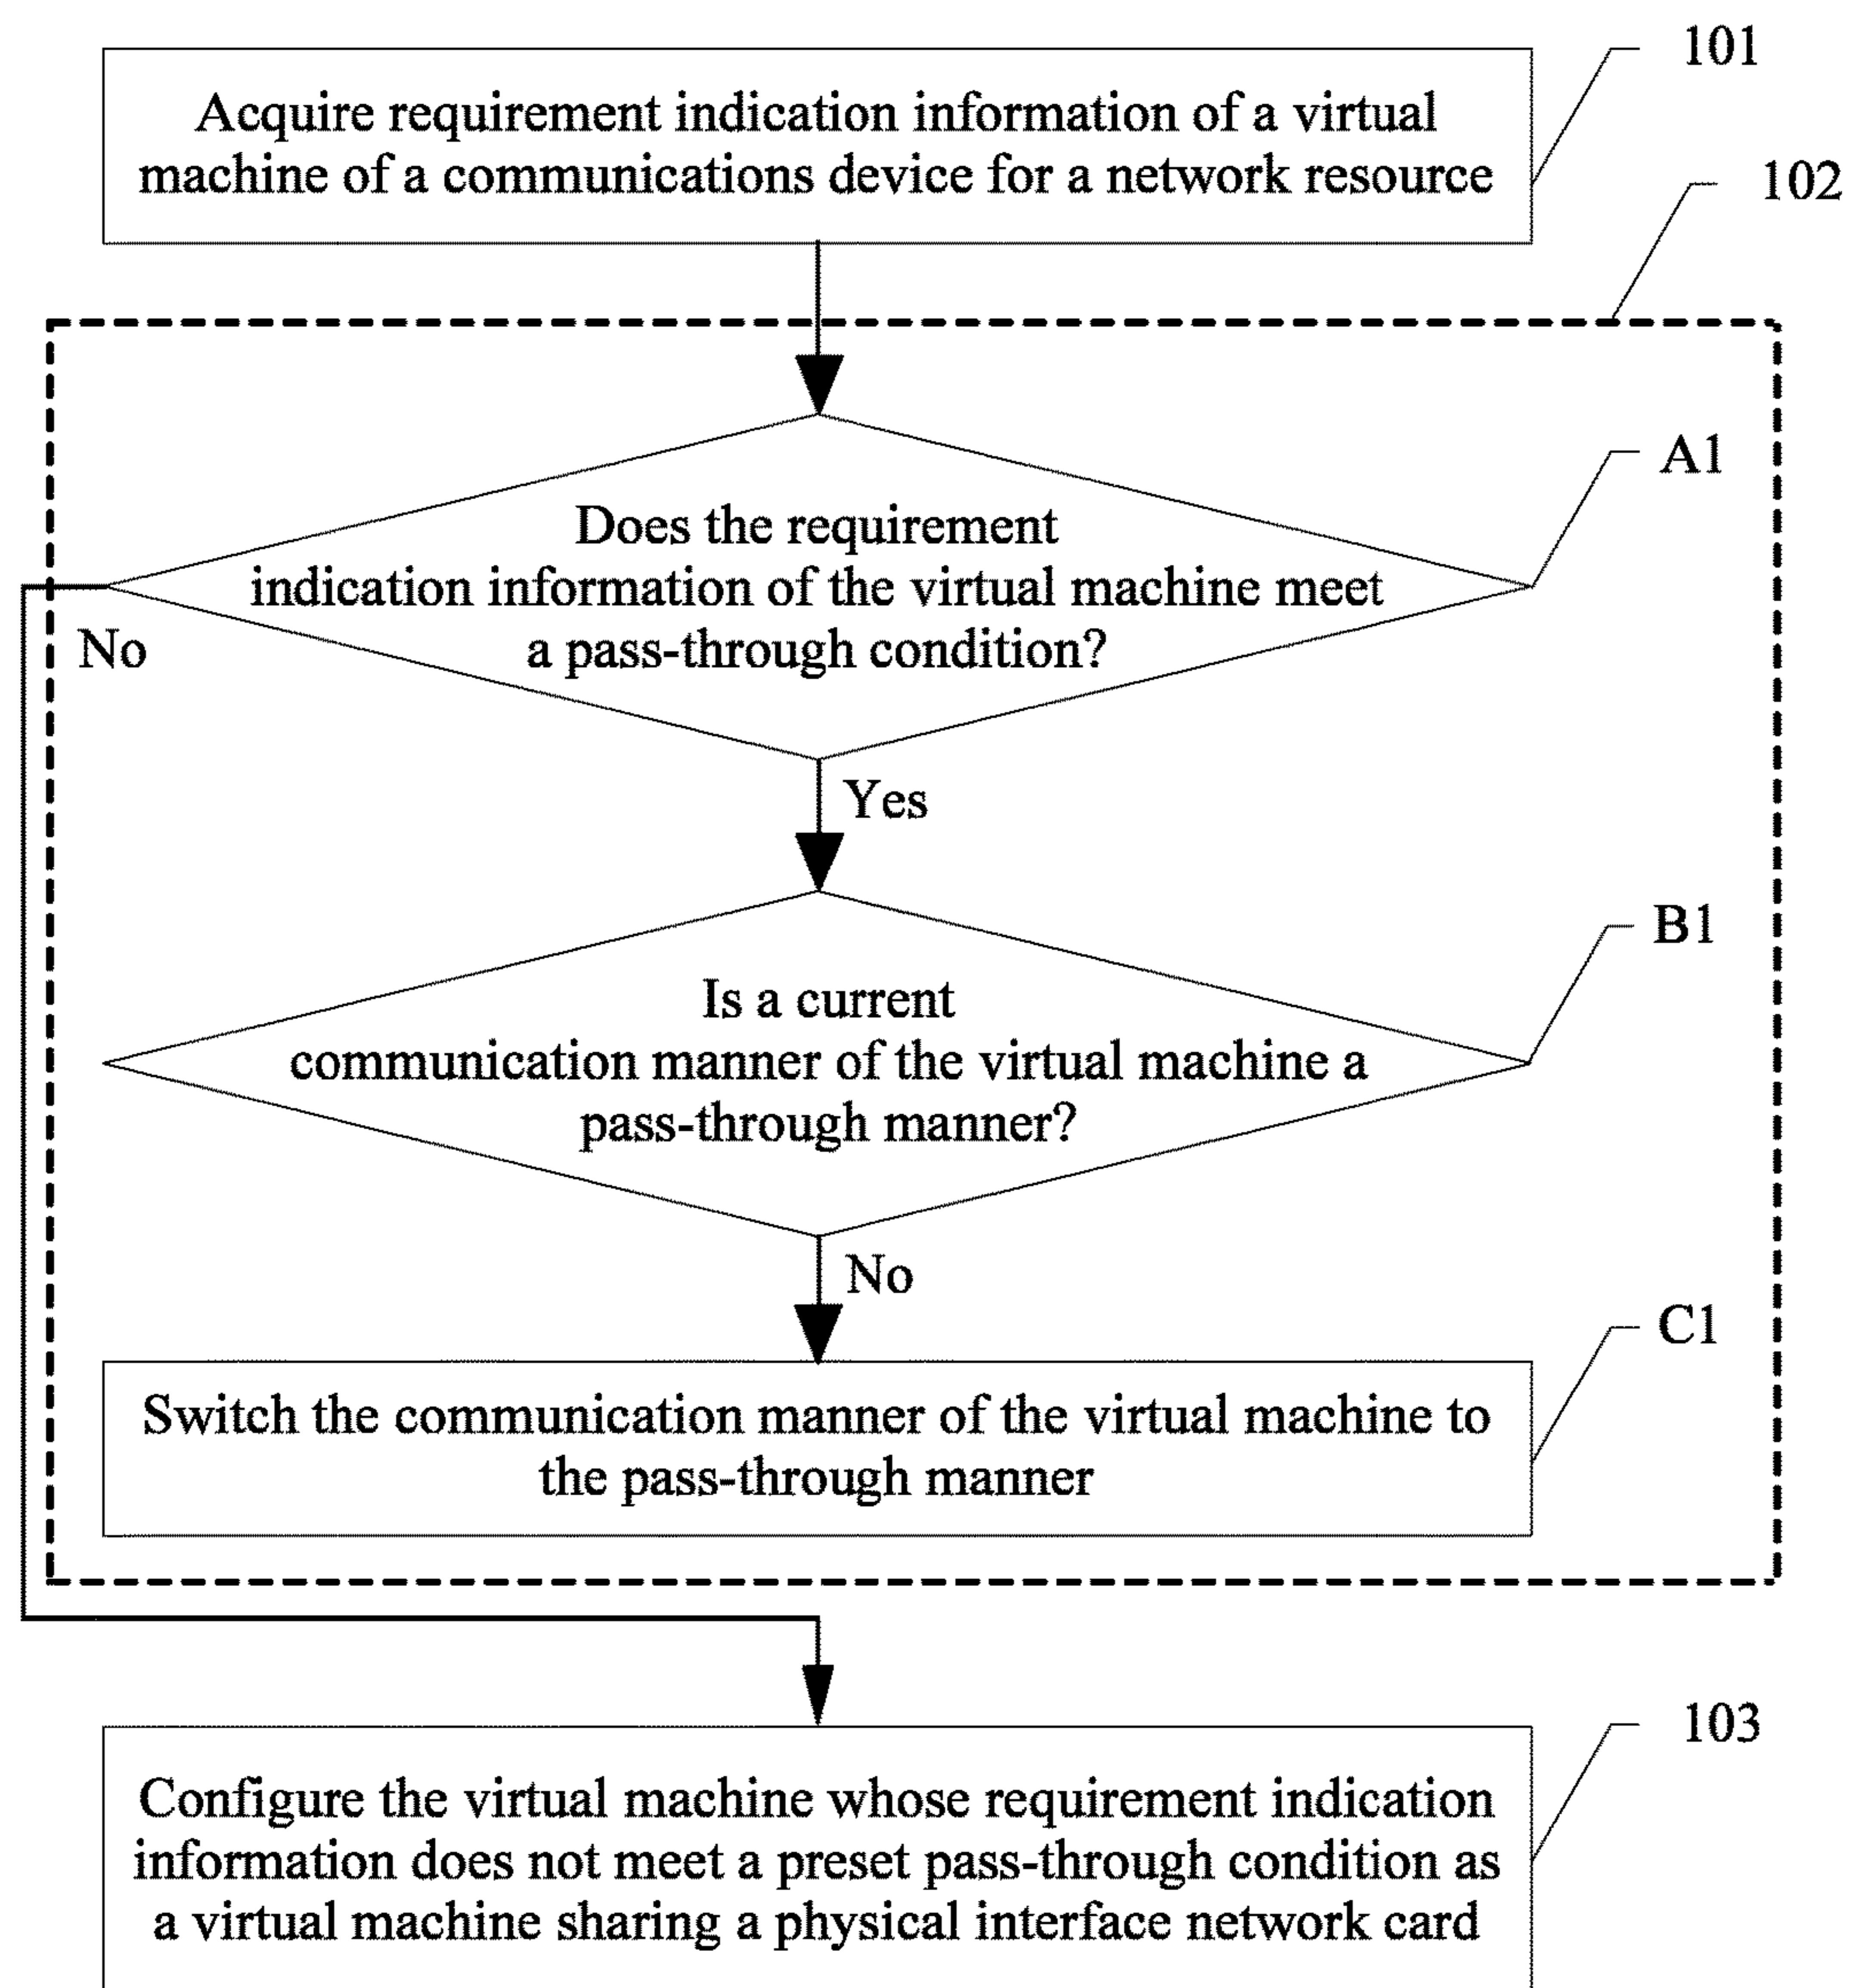 101
Acquire requirement indication information of a virtual
machine of a communications device for a network resource
102
A1
Does the requirement
indication information of the virtual machine meet
a pass-through condition?
No
Yes
B1
Is a current
communication manner of the virtual machine a
pass-through manner?
No
C1
Switch the communication manner of the virtual machine to
the pass-through manner
103
Configure the virtual machine whose requirement indication
information does not meet a preset pass-through condition as
a virtual machine sharing a physical interface network card